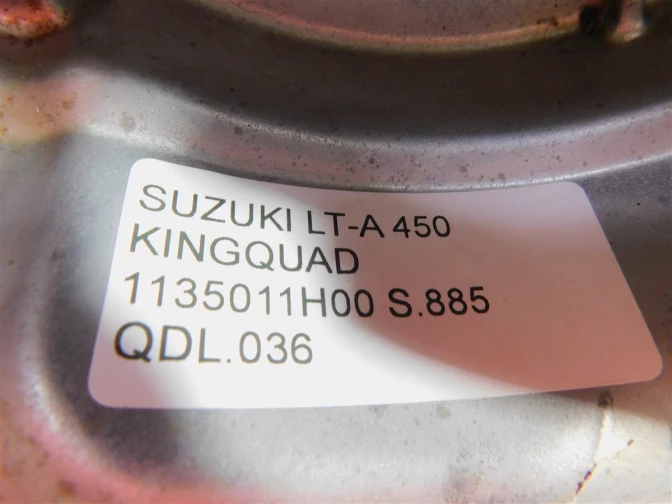 SUZUKI LT-A 450
KINGQUAD
1135011H00 S.885
QDL.036